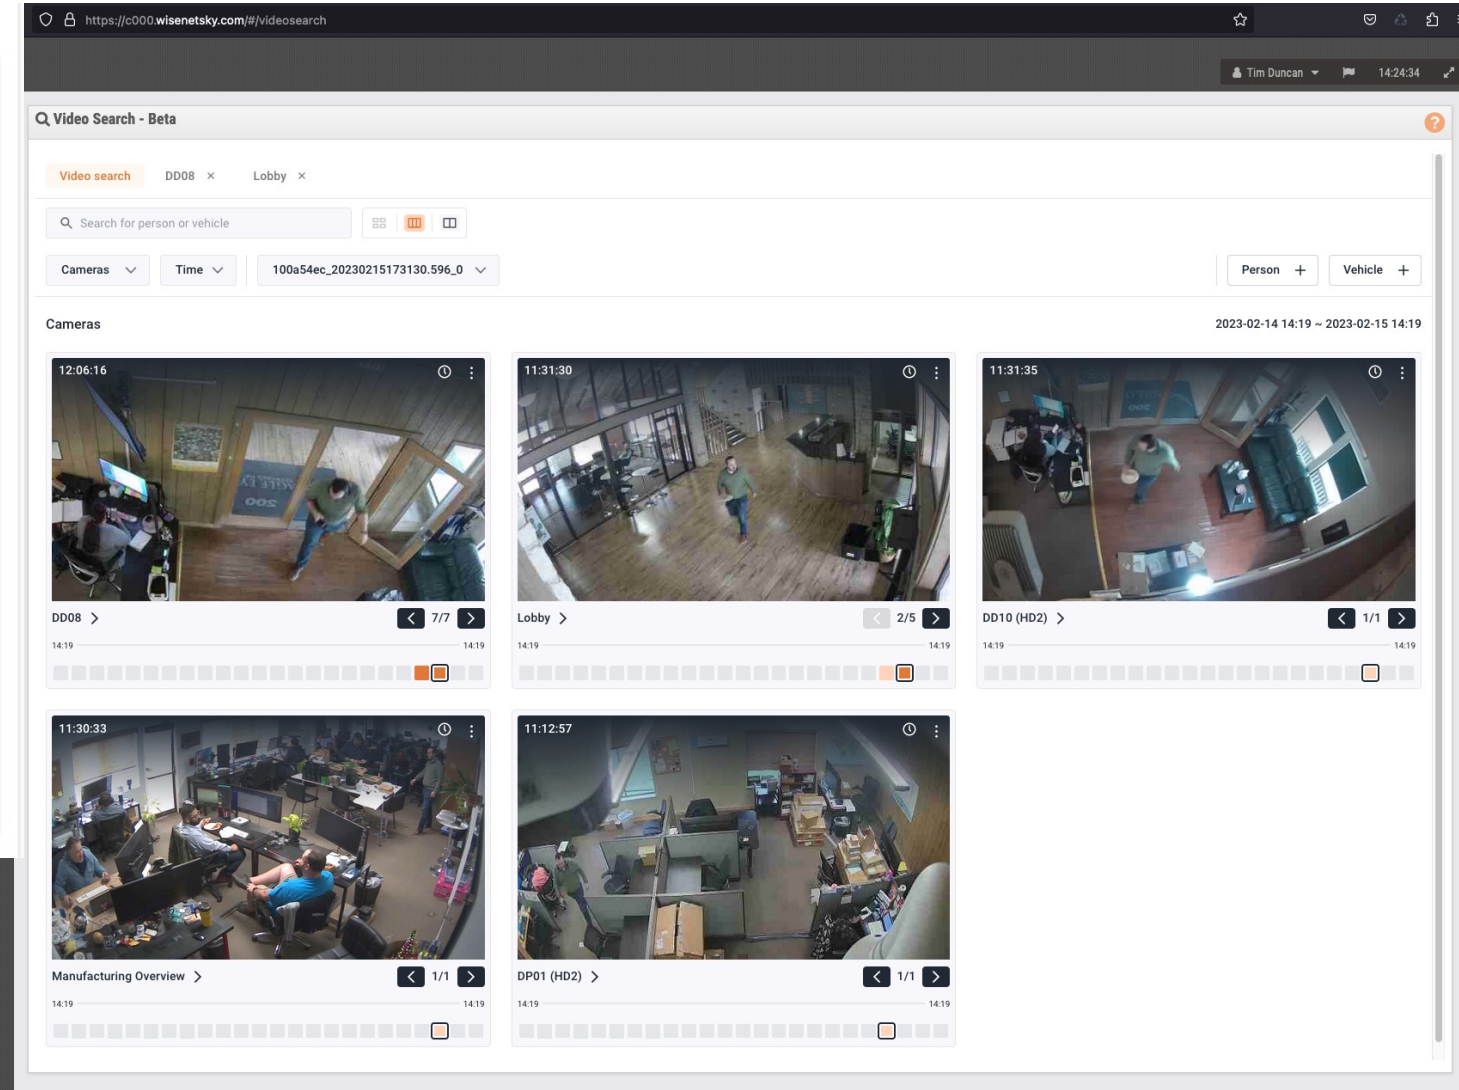 https://c000.wisenetsky.com/#/videosearch
Tim Duncan 14:24:34
Video Search - Beta
?
Video search DD08 × Lobby ×
Search for person or vehicle
Cameras Time 100a54ec_20230215173130.596_0 Person + Vehicle +
Cameras 2023-02-14 14:19 ~ 2023-02-15 14:19
12:06:16
11:31:30
11:31:35
200
DD08 > < 7/7 >
Lobby > < 2/5 >
DD10 (HD2) > < 1/1 >
14:19 14:19
14:19 14:19
14:19 14:19
11:30:33
11:12:57
Manufacturing Overview > < 1/1 >
DP01 (HD2) > < 1/1 >
14:19 14:19
14:19 14:19